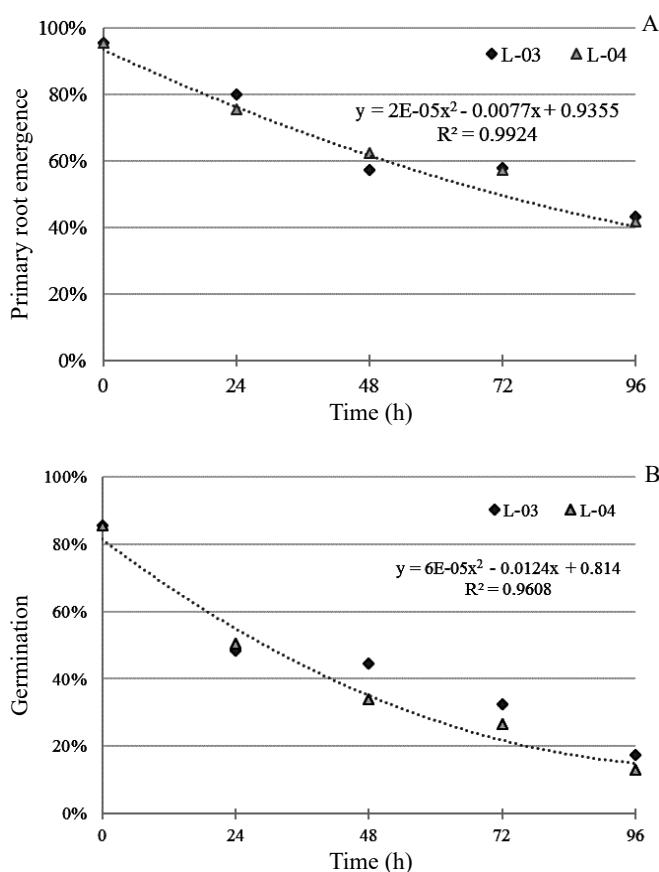 A
100%
◆ L-03 ▲ L-04
80%
y = 2E-05x² - 0.0077x + 0.9355
R² = 0.9924
60%
40%
20%
0%
Primary root emergence
0 24 48 72 96
Time (h)
B
100%
◆ L-03 ▲ L-04
80%
y = 6E-05x² - 0.0124x + 0.814
R² = 0.9608
60%
40%
20%
0%
Germination
0 24 48 72 96
Time (h)